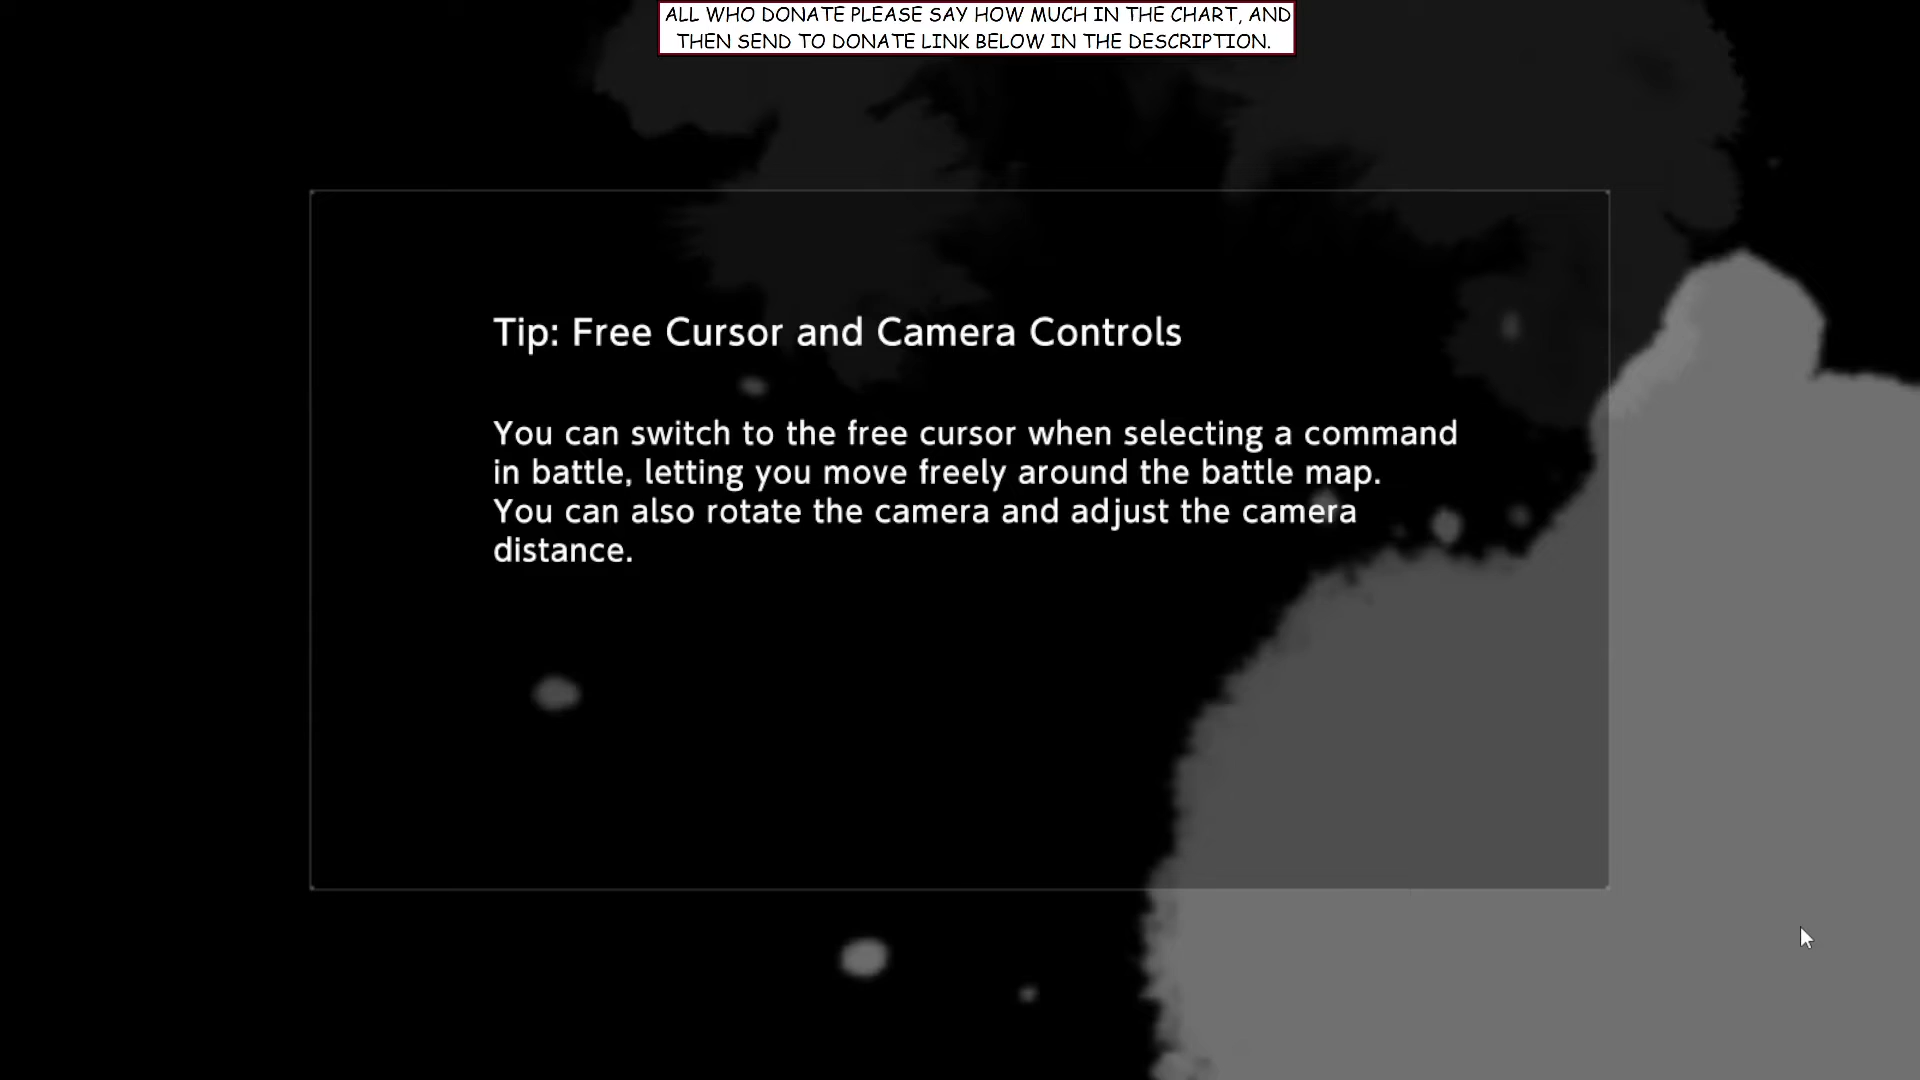 ALL WHO DONATE PLEASE SAY HOW MUCH IN THE CHART, AND
THEN SEND TO DONATE LINK BELOW IN THE DESCRIPTION.
Tip: Free Cursor and Camera Controls
You can switch to the free cursor when selecting a command
in battle, letting you move freely around the battle map.
You can also rotate the camera and adjust the camera
distance.